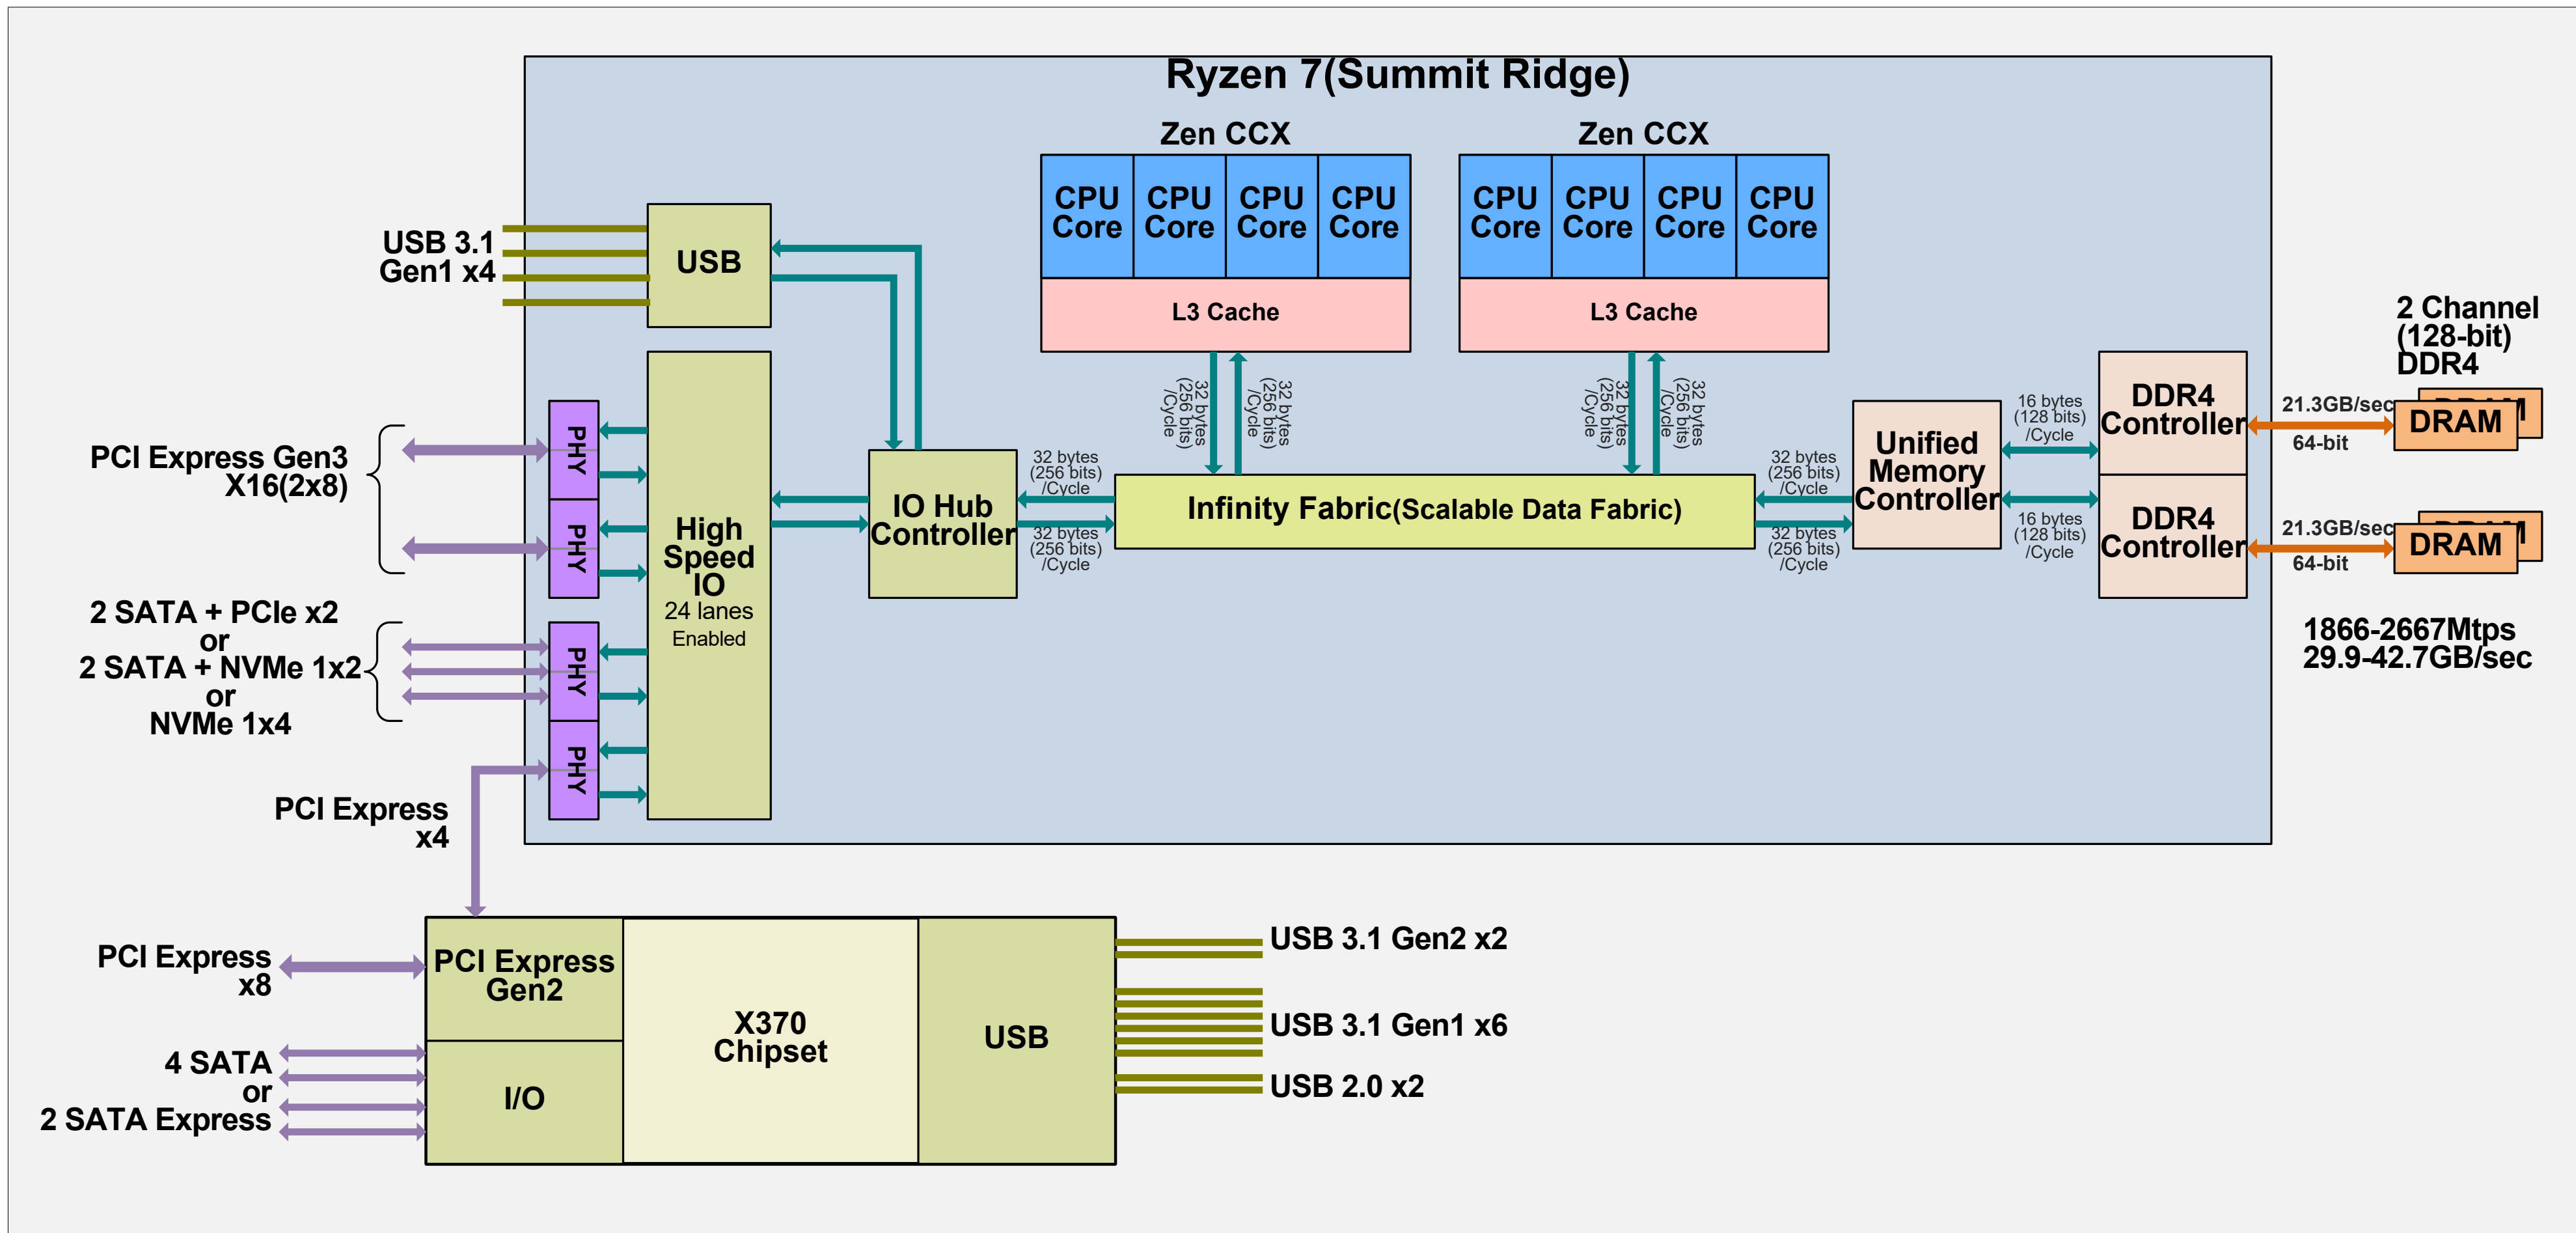 Ryzen 7(Summit Ridge)
Zen CCX
Zen CCX
CPU
Core
CPU
Core
CPU
Core
CPU
Core
CPU
Core
CPU
Core
CPU
Core
CPU
Core
L3 Cache
L3 Cache
USB 3.1
Gen1 x4
USB
32 bytes
(256 bits)
/Cycle
32 bytes
(256 bits)
/Cycle
32 bytes
(256 bits)
/Cycle
32 bytes
(256 bits)
/Cycle
2 Channel
(128-bit)
DDR4
PCI Express Gen3
X16(2x8)
PHY
PHY
High
Speed
IO
24 lanes
Enabled
IO Hub
Controller
32 bytes
(256 bits)
/Cycle
32 bytes
(256 bits)
/Cycle
Infinity Fabric(Scalable Data Fabric)
32 bytes
(256 bits)
/Cycle
32 bytes
(256 bits)
/Cycle
Unified
Memory
Controller
16 bytes
(128 bits)
/Cycle
16 bytes
(128 bits)
/Cycle
DDR4
Controller
DDR4
Controller
21.3GB/sec
64-bit
DRAM
21.3GB/sec
64-bit
DRAM
1866-2667Mtps
29.9-42.7GB/sec
2 SATA + PCIe x2
or
2 SATA + NVMe 1x2
or
NVMe 1x4
PHY
PHY
PCI Express
x4
PCI Express
x8
PCI Express
Gen2
4 SATA
or
2 SATA Express
I/O
X370
Chipset
USB
USB 3.1 Gen2 x2
USB 3.1 Gen1 x6
USB 2.0 x2